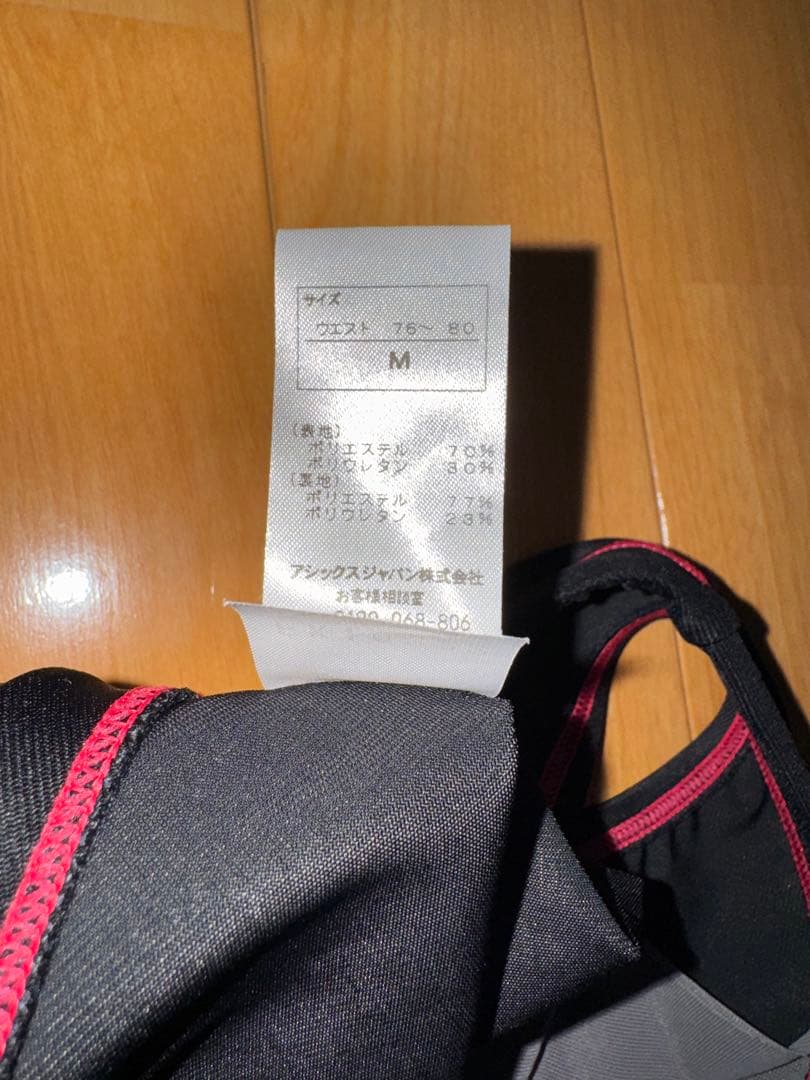 サイズ
ウエスト 76〜 80
M
(表地)
ポリエステル 70%
ポリウレタン 30%
(裏地)
ポリエステル 77%
ポリウレタン 23%
アシックスジャパン株式会社
お客様相談室
0120-068-806